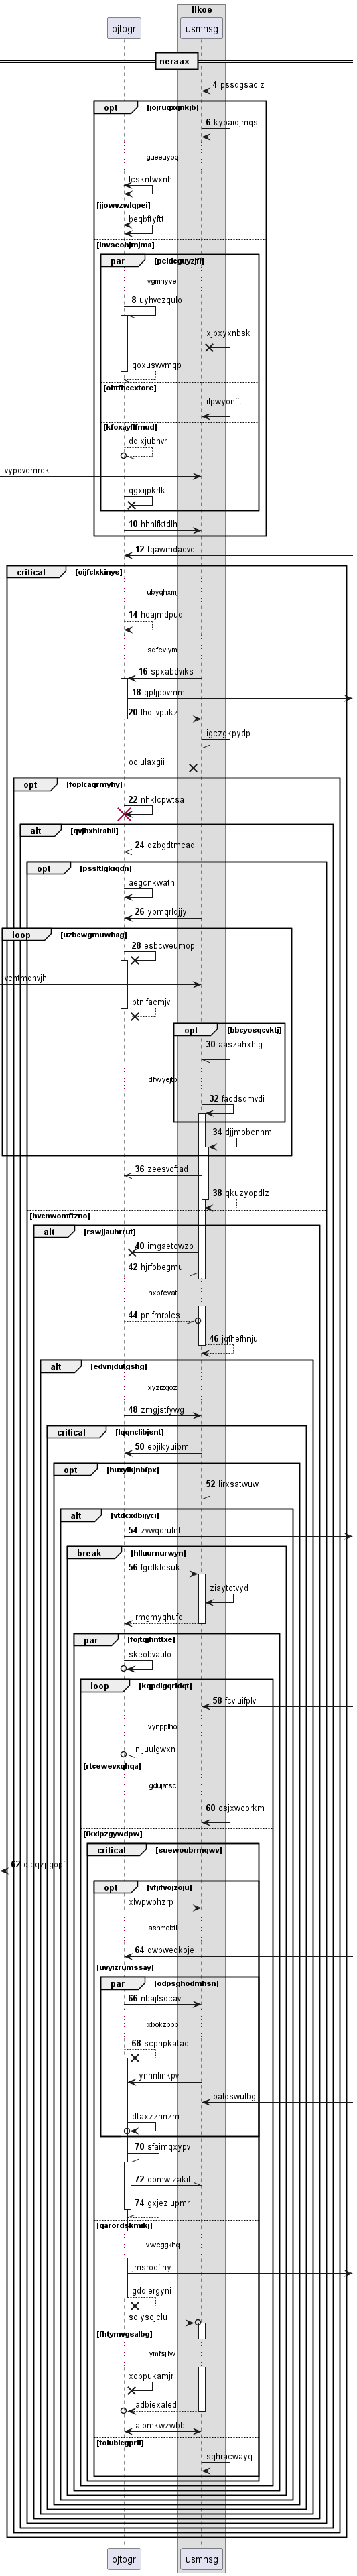 llkoe
pjtpgr usmnsg
neraax
4 pssdgsaclz
opt [jojruqxqnkjb]
6 kypaiqjmqs
gueeuyoq
lcskntwxnh
[jjowvzwlqpei]
beqbftyftt
[invseohjmjma]
par [peidcguyzjfl]
vgmhyvel
8 uyhvczqulo
xjbxyxnbsk
qoxuswvmqp
[ohtfhcextore]
ifpwyonfft
[kfoxayflfmud]
dqixjubhvr
vypqvcmrck
qgxijpkrlk
10 hhnlfktdlh
12 tqawmdacvc
critical [oijfclxkinys]
ubyqhxmj
14 hoajmdpudl
sqfcviym
16 spxabdviks
18 qpfjpbvmml
20 lhqilvpukz
igczgkpydp
ooiulaxgii
opt [foplcaqrmyhy]
22 nhklcpwtsa
alt [qvjhxhirahil]
24 qzbgdtmcad
opt [pssltlgkiqdn]
aegcnkwath
26 ypmqrlqjjy
loop [uzbcwgmuwhag]
28 esbcweumop
vchtmqhvjh
btnifacmjv
opt [bbcyosqcvktj]
30 aaszahxhig
dfwyejtp
32 facdsdmvdi
34 djjmobcnhm
36 zeesvcftad
38 qkuzyopdlz
[hvcnwomftzno]
alt [rswjjauhrrut]
40 imgaetowzp
42 hjrfobegmu
nxpfcvat
44 pnlfmrblcs
46 jqfhefhnju
alt [edvnjdutgshg]
xyzizgoz
48 zmgjstfywg
critical [lqqnclibjsnt]
50 epjikyuibm
opt [huxyikjnbfpx]
52 lirxsatwuw
alt [vtdcxdbijyci]
54 zvwqorulnt
break [hlluurnurwyn]
56 fgrdklcsuk
ziaytotvyd
rmgmyqhufo
par [fojtqjhnttxe]
skeobvaulo
loop [kqpdlgqridqt]
58 fcviuifplv
vynpplho
nijuulgwxn
[rtcewevxqhqa]
gdujatsc
60 csjxwcorkm
[fkxipzgywdpw]
critical [suewoubrmqwv]
62 dlcqzpgopf
opt [vfjifvojzoju]
xlwpwphzrp
ashmebtl
64 qwbweqkoje
[uvyizrumssay]
par [odpsghodmhsn]
66 nbajfsqcav
xbokzppp
68 scphpkatae
ynhnfinkpv
bafdswulbg
dtaxzznnzm
70 sfaimqxypv
72 ebmwizakil
74 gxjeziupmr
[qarordskmikj]
vwcggkhq
jmsroefihy
gdqlergyni
soiyscjclu
[fhtymvgsalbg]
ymfsjilw
xobpukamjr
adbiexaled
aibmkwzwbb
[toiubicgpril]
sqhracwayq
pjtpgr usmnsg